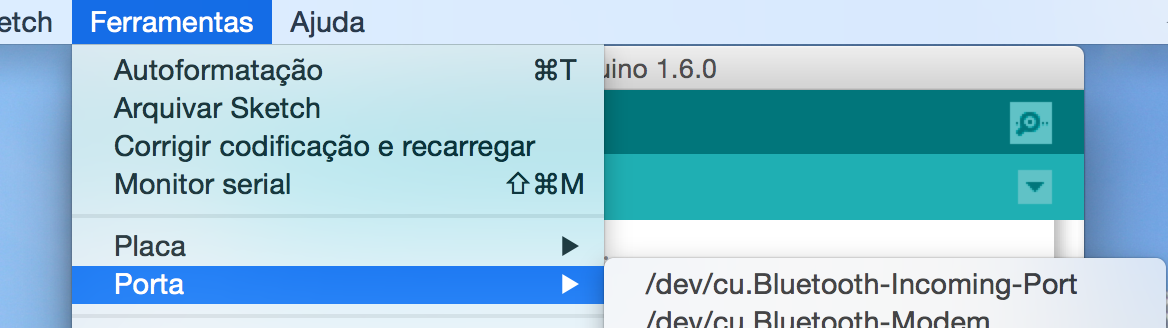 etch Ferramentas Ajuda
Autoformatação ⌘T
uino 1.6.0
Arquivar Sketch
Corrigir codificação e recarregar
Monitor serial ⇧⌘M
Placa
Porta
/dev/cu.Bluetooth-Incoming-Port
/dev/cu.Bluetooth-Modem